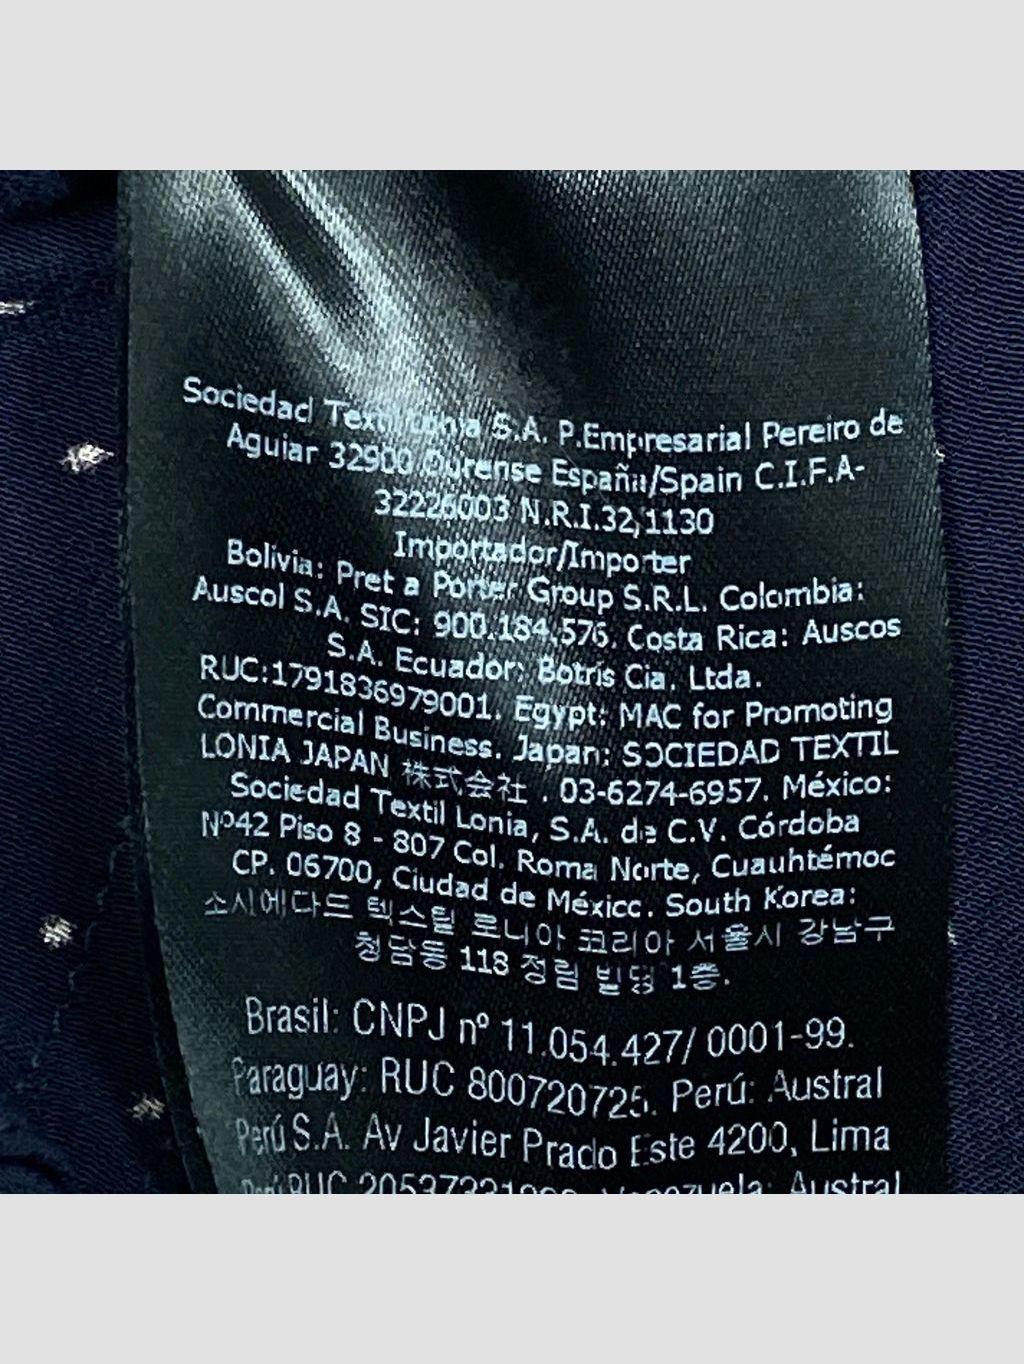 Sociedad Textil Lonia S.A. P.Empresarial Pereiro de
Aguiar 32900 Ourense España/Spain C.I.F.A-
32226003 N.R.I.32,1130
Importador/Importer
Bolivia: Pret a Porter Group S.R.L. Colombia:
Auscol S.A. SIC: 900.184.576. Costa Rica: Auscos
S.A. Ecuador: Botris Cia. Ltda.
RUC:1791836979001. Egypt: MAC for Promoting
Commercial Business. Japan: SOCIEDAD TEXTIL
LONIA JAPAN 株式会社 . 03-6274-6957. México:
Sociedad Textil Lonia, S.A. de C.V. Córdoba
Nº42 Piso 8 - 807 Col. Roma Norte, Cuauhtémoc
CP. 06700, Ciudad de México. South Korea:
소시에다드 텍스틸 로니아 코리아 서울시 강남구
청담동 118 정림 빌딩 1층.
Brasil: CNPJ nº 11.054.427/ 0001-99.
Paraguay: RUC 800720725. Perú: Austral
Perú S.A. Av Javier Prado Este 4200, Lima
Perú RUC Venezuela: Austral